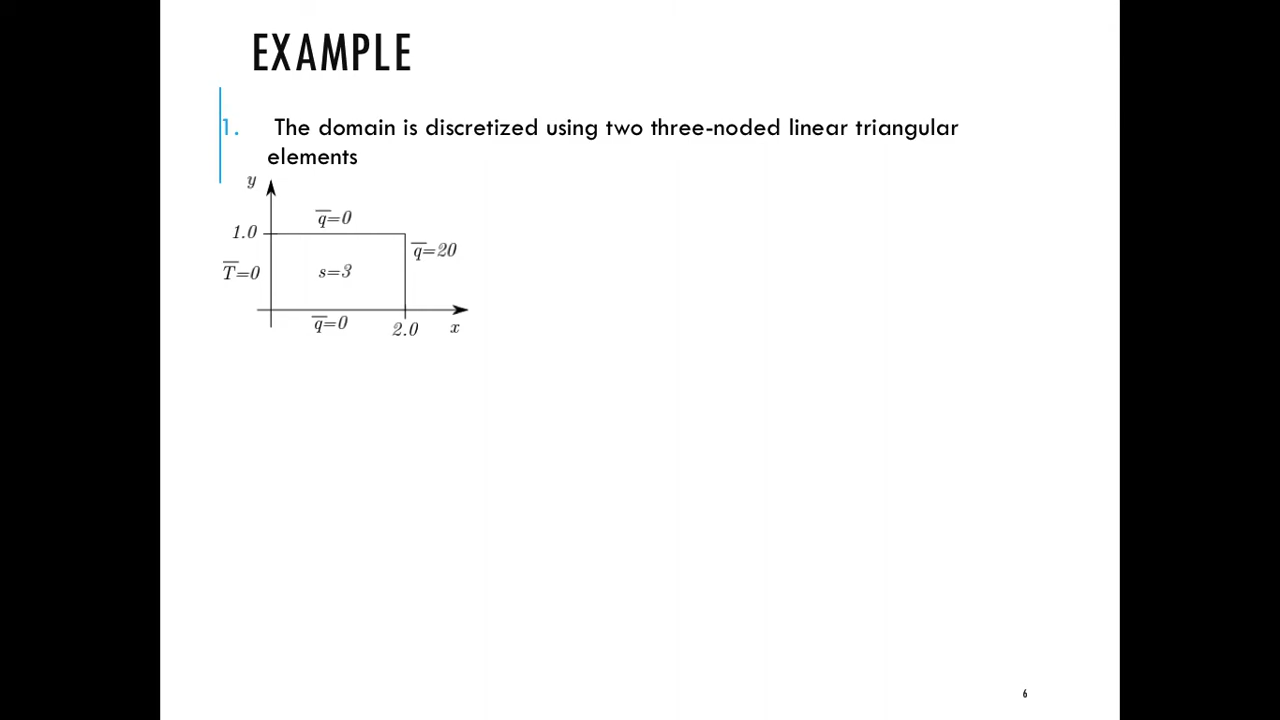 EXAMPLE
1. The domain is discretized using two three-noded linear triangular
elements
y
q̅=0
1.0
q̅=20
T̅=0
s=3
q̅=0
2.0
x
6